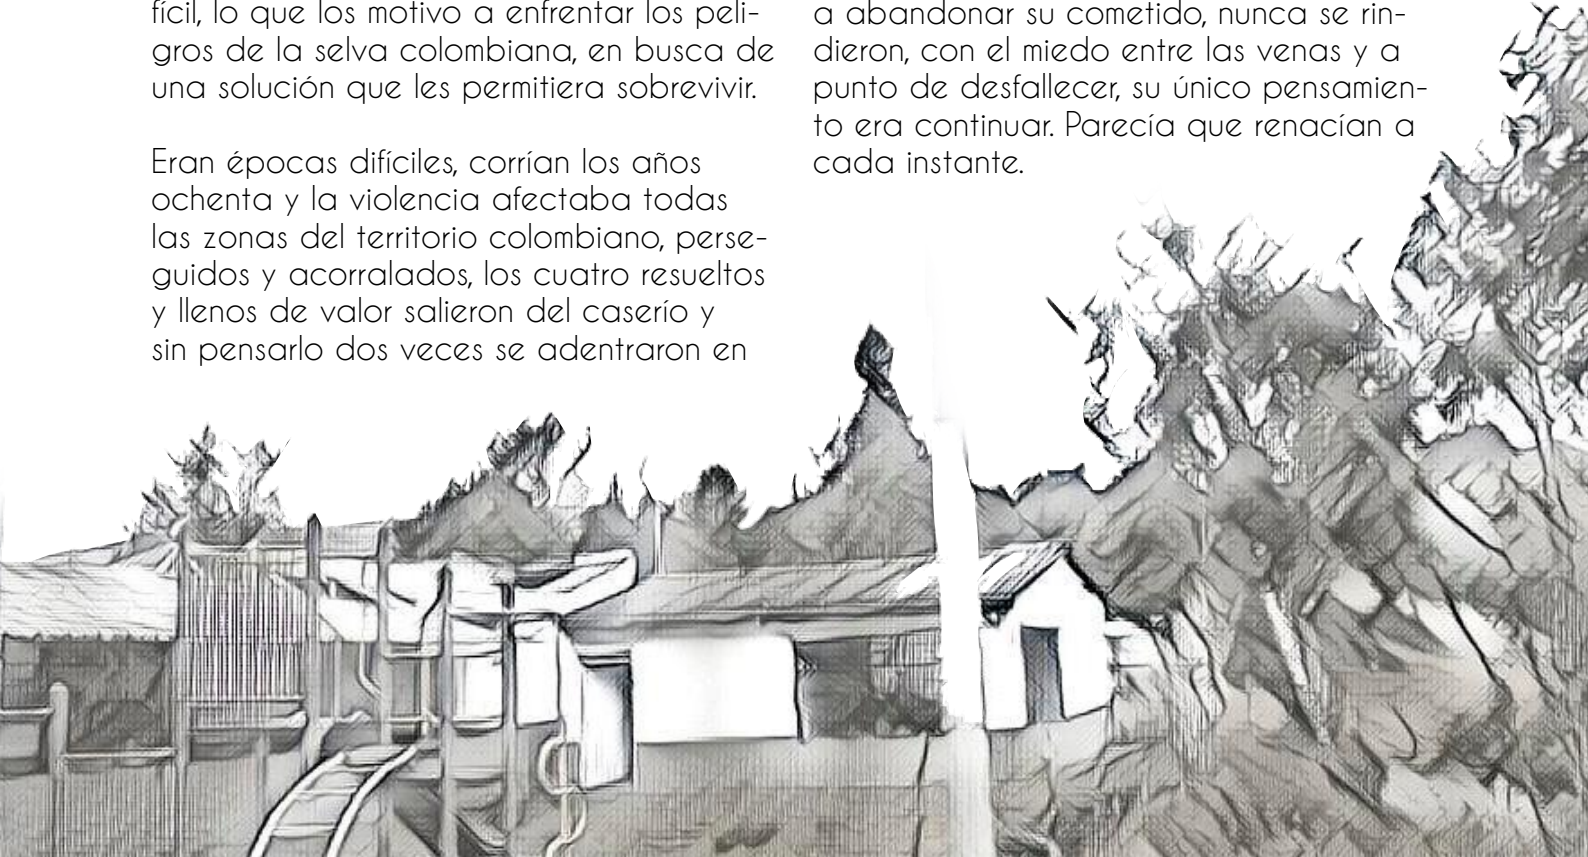 fícil, lo que los motivo a enfrentar los peli-
gros de la selva colombiana, en busca de
una solución que les permitiera sobrevivir.
Eran épocas difíciles, corrían los años
ochenta y la violencia afectaba todas
las zonas del territorio colombiano, perse-
guidos y acorralados, los cuatro resueltos
y llenos de valor salieron del caserío y
sin pensarlo dos veces se adentraron en
a abandonar su cometido, nunca se rin-
dieron, con el miedo entre las venas y a
punto de desfallecer, su único pensamien-
to era continuar. Parecía que renacían a
cada instante.